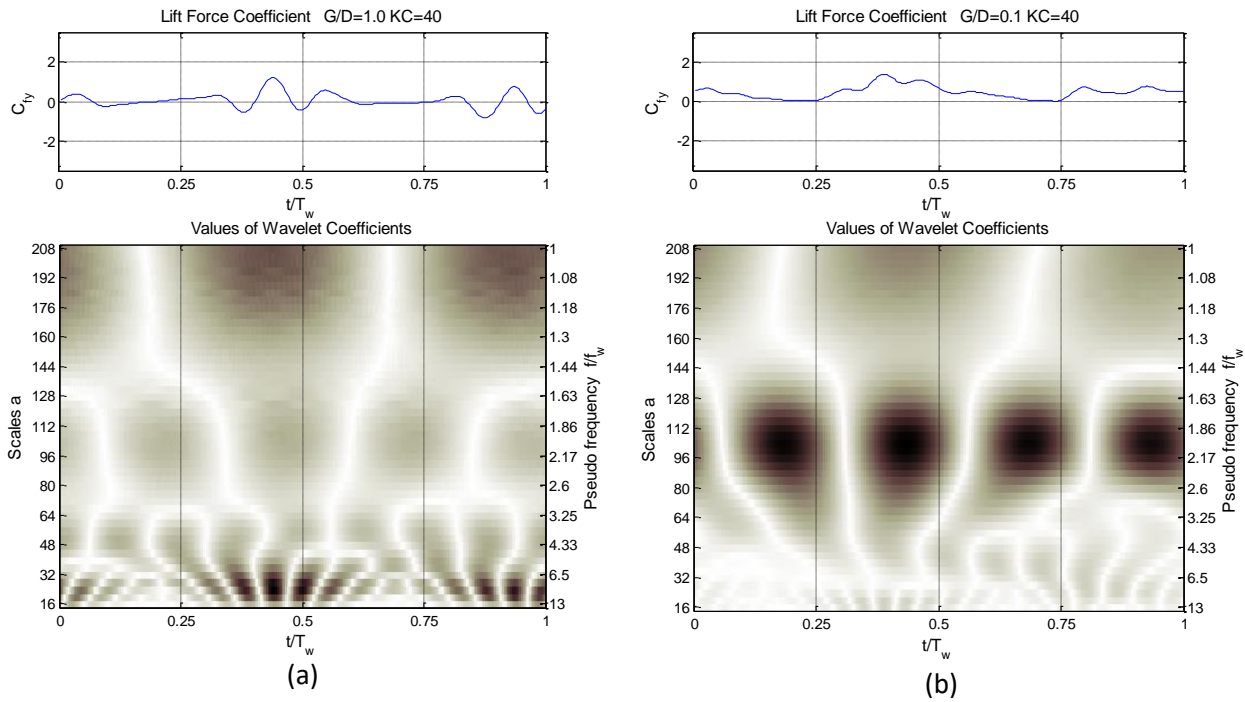 Lift Force Coefficient G/D=1.0 KC=40
2
0
-2
C_fy
0 0.25 0.5 0.75 1
t/T_w
Values of Wavelet Coefficients
208 1
192 1.08
176 1.18
160 1.3
144 1.44
128 1.63
112 1.86
96 2.17
80 2.6
64 3.25
48 4.33
32 6.5
16 13
Scales a
Pseudo frequency f/f_w
0 0.25 0.5 0.75 1
t/T_w
(a)
Lift Force Coefficient G/D=0.1 KC=40
2
0
-2
C_fy
0 0.25 0.5 0.75 1
t/T_w
Values of Wavelet Coefficients
208 1
192 1.08
176 1.18
160 1.3
144 1.44
128 1.63
112 1.86
96 2.17
80 2.6
64 3.25
48 4.33
32 6.5
16 13
Scales a
Pseudo frequency f/f_w
0 0.25 0.5 0.75 1
t/T_w
(b)